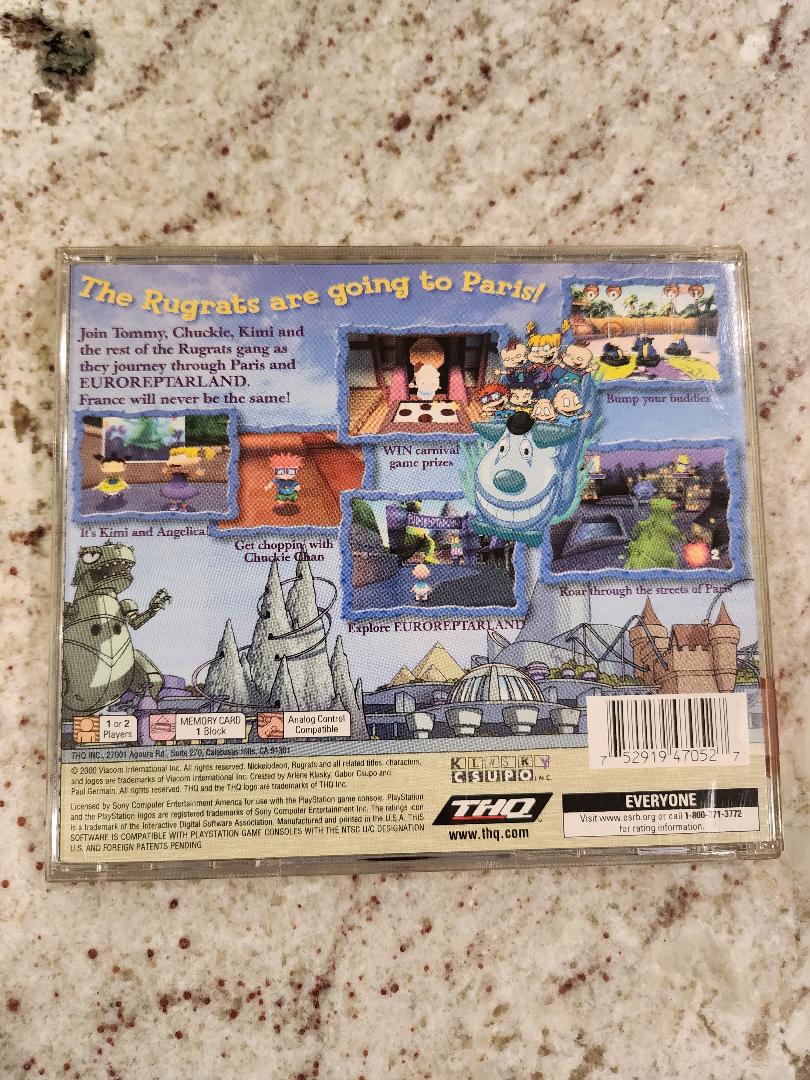 The Rugrats are going to Paris!
Join Tommy, Chuckie, Kimi and
the rest of the Rugrats gang as
they journey through Paris and
EUROREPTARLAND.
France will never be the same!
Bump your buddies
WIN carnival
game prizes
It's Kimi and Angelica!
Get choppin' with
Chuckie Chan
2
Roar through the streets of Paris
EUROREPTARLAND
Explore EUROREPTARLAND
1 or 2
Players
MEMORY CARD
1 Block
Analog Control
Compatible
7 52919 47052 7
THQ INC., 27001 Agoura Rd., Suite 270, Calabasas Hills, CA 91301
© 2000 Viacom International Inc. All rights reserved. Nickelodeon, Rugrats and all related titles, characters,
and logos are trademarks of Viacom International Inc. Created by Arlene Klasky, Gabor Csupo and
Paul Germain. All rights reserved. THQ and the THQ logo are trademarks of THQ Inc.
Licensed by Sony Computer Entertainment America for use with the PlayStation game console. PlayStation
and the PlayStation logos are registered trademarks of Sony Computer Entertainment Inc. The ratings icon
is a trademark of the Interactive Digital Software Association. Manufactured and printed in the U.S.A. THIS
SOFTWARE IS COMPATIBLE WITH PLAYSTATION GAME CONSOLES WITH THE NTSC U/C DESIGNATION
U.S. AND FOREIGN PATENTS PENDING
KLASKY
CSUPO INC.
THQ
www.thq.com
EVERYONE
Visit www.esrb.org or call 1-800-771-3772
for rating information.